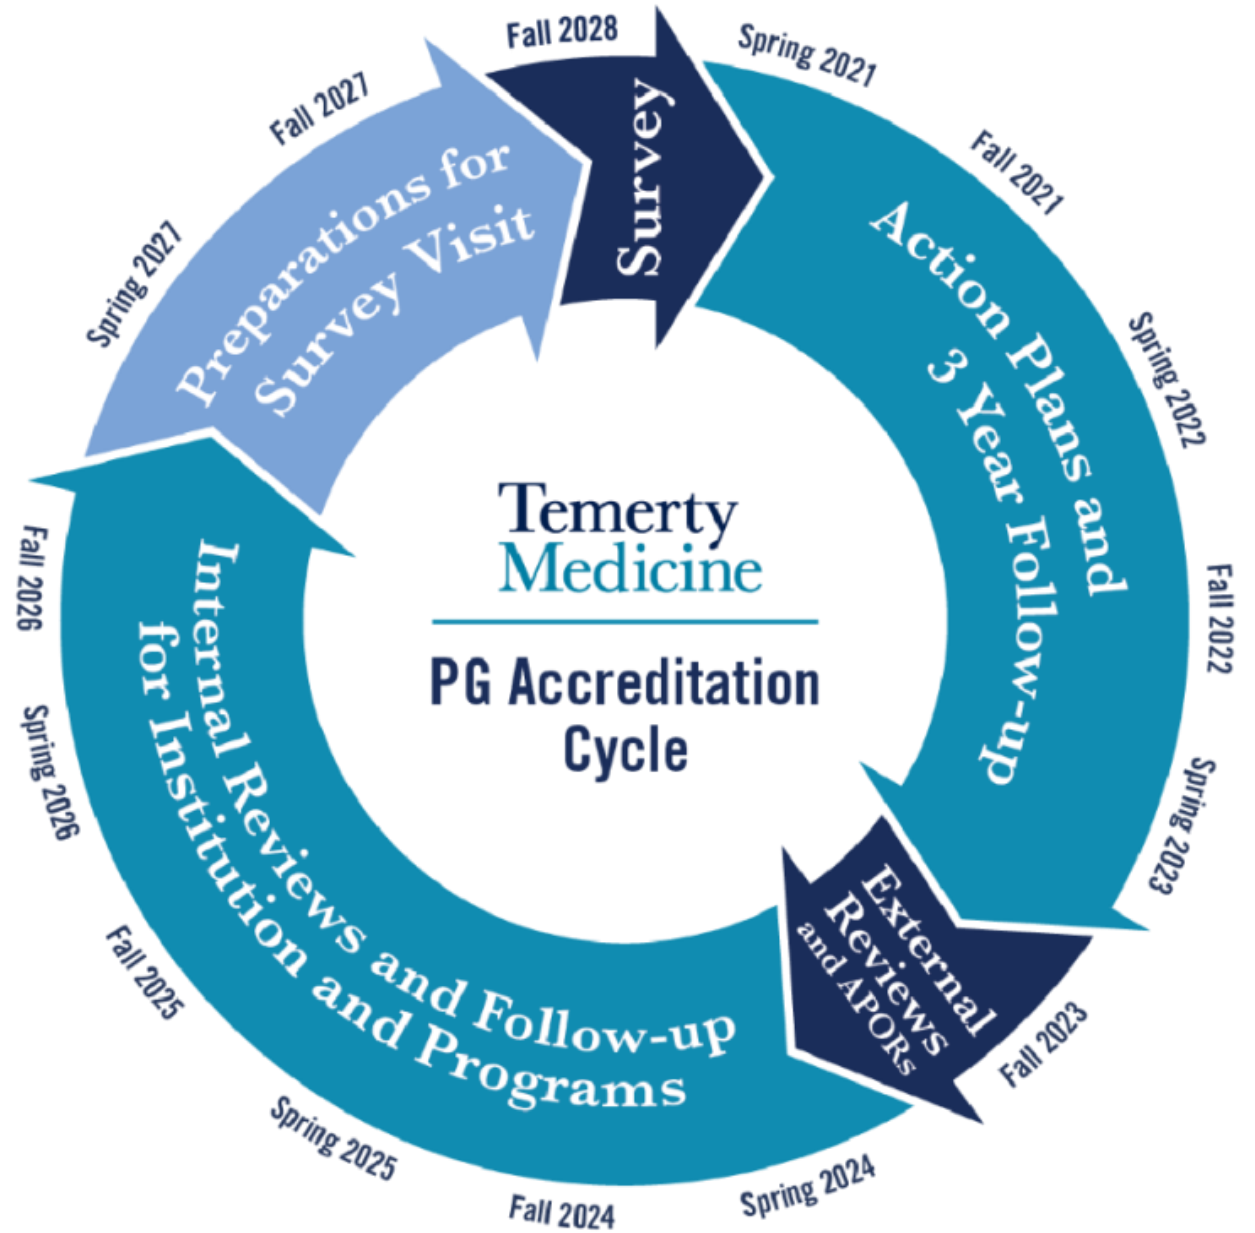 Fall 2028
Spring 2021
Fall 2021
Spring 2022
Fall 2022
Spring 2023
Fall 2023
Spring 2024
Fall 2024
Spring 2025
Fall 2025
Spring 2026
Fall 2026
Spring 2027
Fall 2027
Survey
Action Plans and
3 Year Follow-up
External
Reviews
and APORs
Internal Reviews and Follow-up
for Institution and Programs
Preparations for
Survey Visit
Temerty
Medicine
PG Accreditation
Cycle